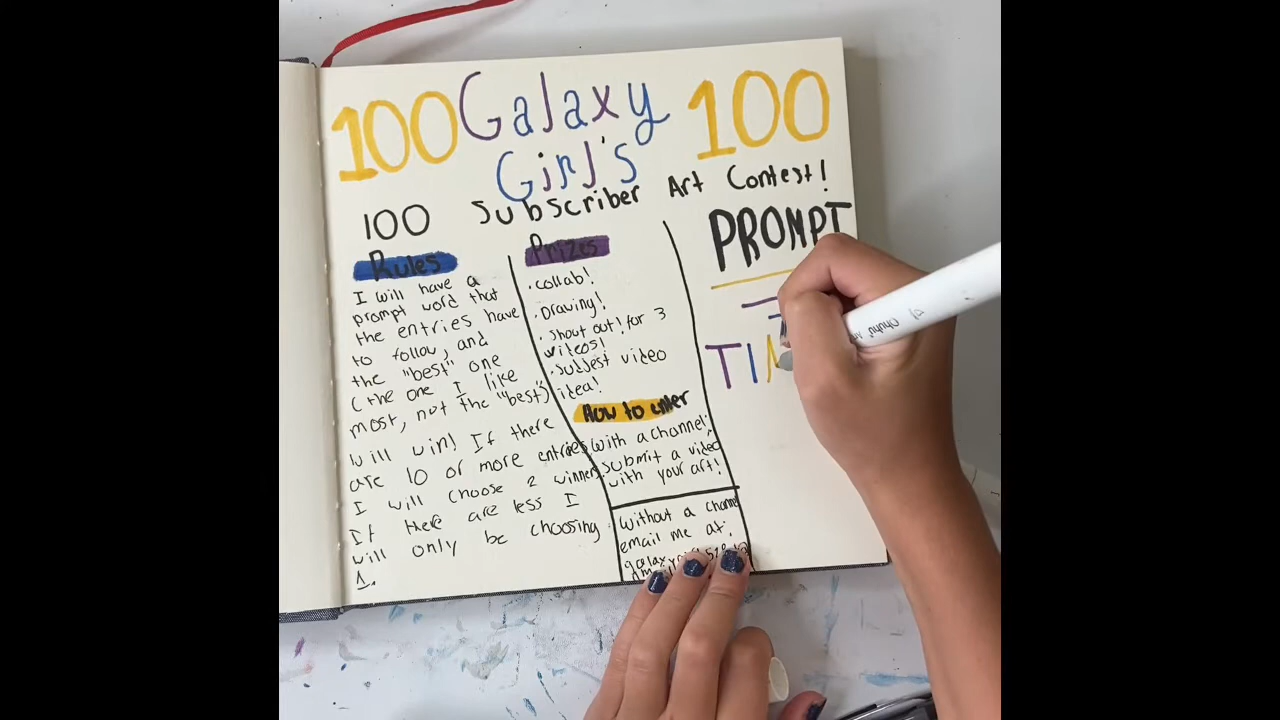 100 Galaxy 100
Girl's
100 Subscriber Art Contest!
Rules
I will have a
prompt word that
the entries have
to follow, and
the "best" one
(the one I like
most, not the "best")
will win! If there
are 10 or more entries
I will choose 2 winners.
If there are less I
will only be choosing
1.
Prizes
·collab!
·Drawing!
·Shout out! for 3
videos!
·Suggest video
idea!
How to enter
With a channel:
Submit a video
with your art!
Without a channel
email me at:
PROMPT
TI
Chuhu